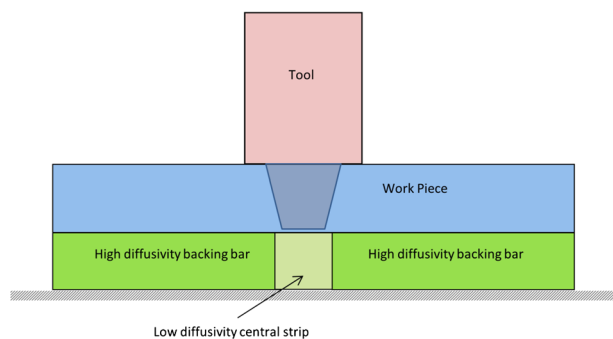 Tool
Work Piece
High diffusivity backing bar
High diffusivity backing bar
Low diffusivity central strip